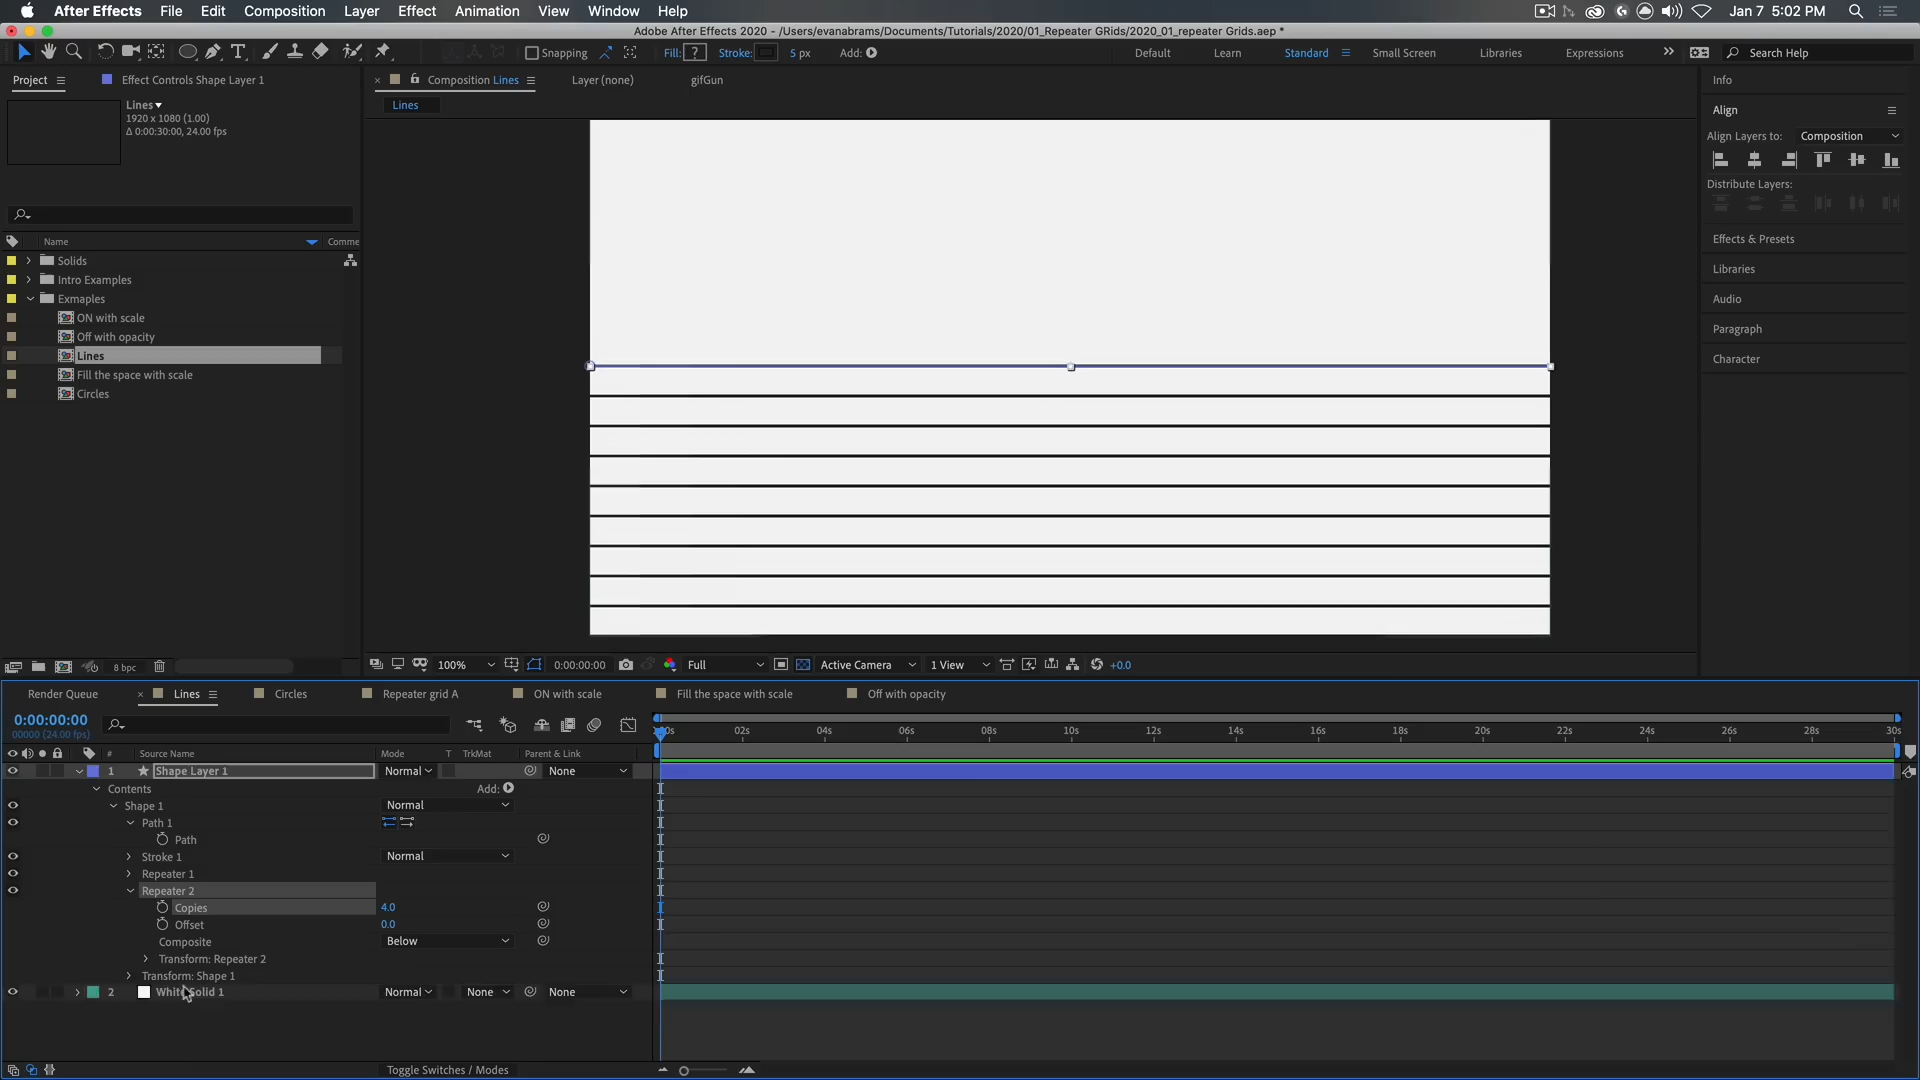 After Effects File Edit Composition Layer Effect Animation View Window Help Jan 7 5:02 PM
Adobe After Effects 2020 - /Users/evanabrams/Documents/Tutorials/2020/01_Repeater GRids/2020_01_repeater Grids.aep *
Snapping Fill: ? Stroke: 5 px Add: Default Learn Standard Small Screen Libraries Expressions Search Help
Project Effect Controls Shape Layer 1 Composition Lines Layer (none) gifGun Info
Lines
1920 x 1080 (1.00)
Δ 0:00:30:00, 24.00 fps
Lines
Align
Align Layers to: Composition
Distribute Layers:
Effects & Presets
Libraries
Audio
Paragraph
Character
Name Comme
Solids
Intro Examples
Exmaples
ON with scale
Off with opacity
Lines
Fill the space with scale
Circles
8 bpc 100% 0:00:00:00 Full Active Camera 1 View +0.0
Render Queue Lines Circles Repeater grid A ON with scale Fill the space with scale Off with opacity
0:00:00:00
00000 (24.00 fps)
02s 04s 06s 08s 10s 12s 14s 16s 18s 20s 22s 24s 26s 28s 30s
# Source Name Mode T TrkMat Parent & Link
1 Shape Layer 1 Normal None
Contents Add:
Shape 1 Normal
Path 1
Path
Stroke 1 Normal
Repeater 1
Repeater 2
Copies 4.0
Offset 0.0
Composite Below
Transform: Repeater 2
Transform: Shape 1
2 White Solid 1 Normal None None
Toggle Switches / Modes